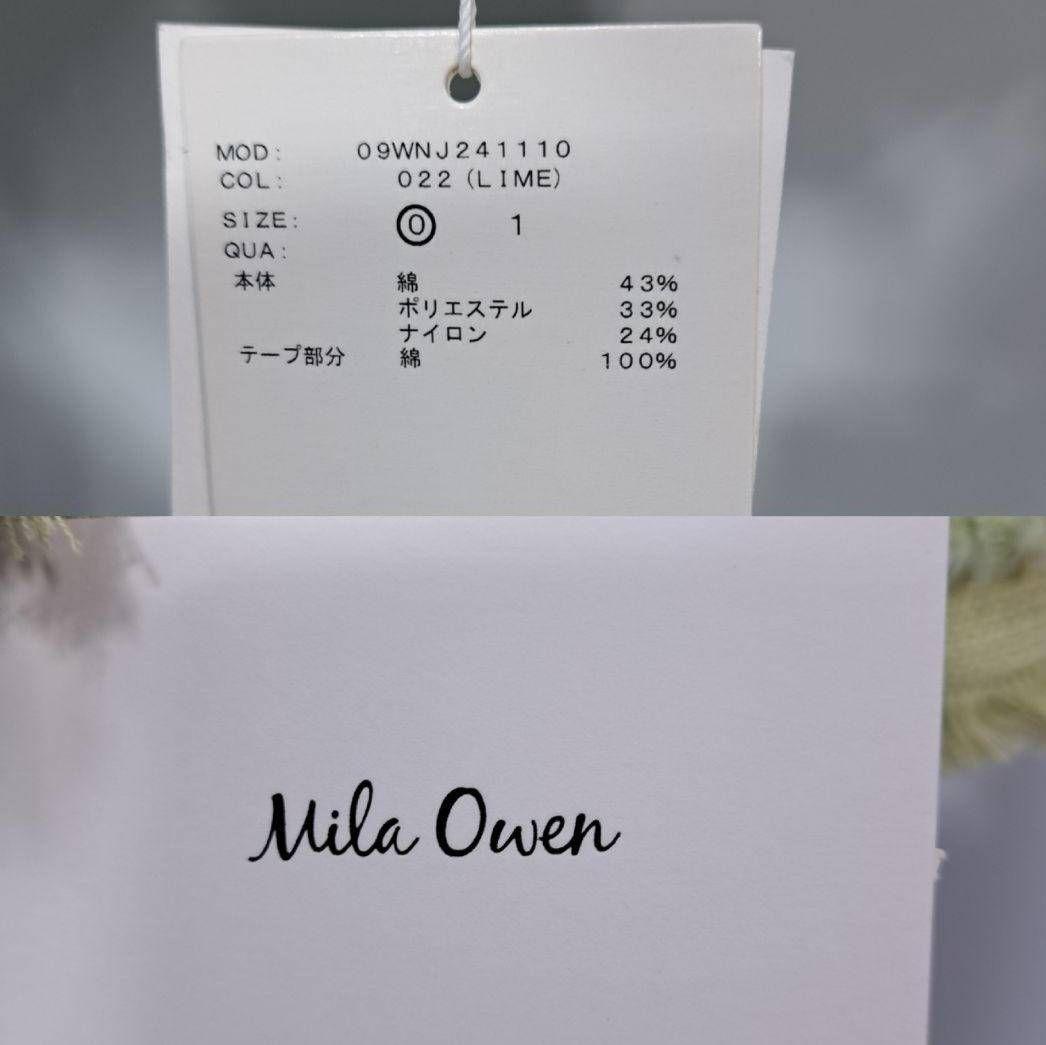 MOD: 09WNJ241110
COL: 022 (LIME)
SIZE: 0 1
QUA:
本体 綿 43%
ポリエステル 33%
ナイロン 24%
テープ部分 綿 100%
Mila Owen